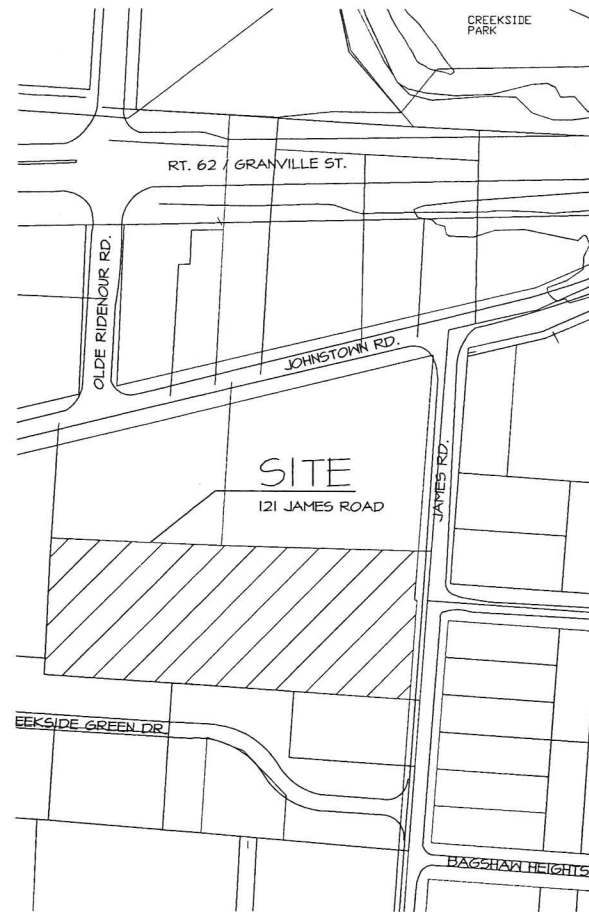 CREEKSIDE
PARK
RT. 62 / GRANVILLE ST.
OLDE RIDENOUR RD.
JOHNSTOWN RD.
JAMES RD.
SITE
121 JAMES ROAD
EEKSIDE GREEN DR.
BAGSHAW HEIGHTS